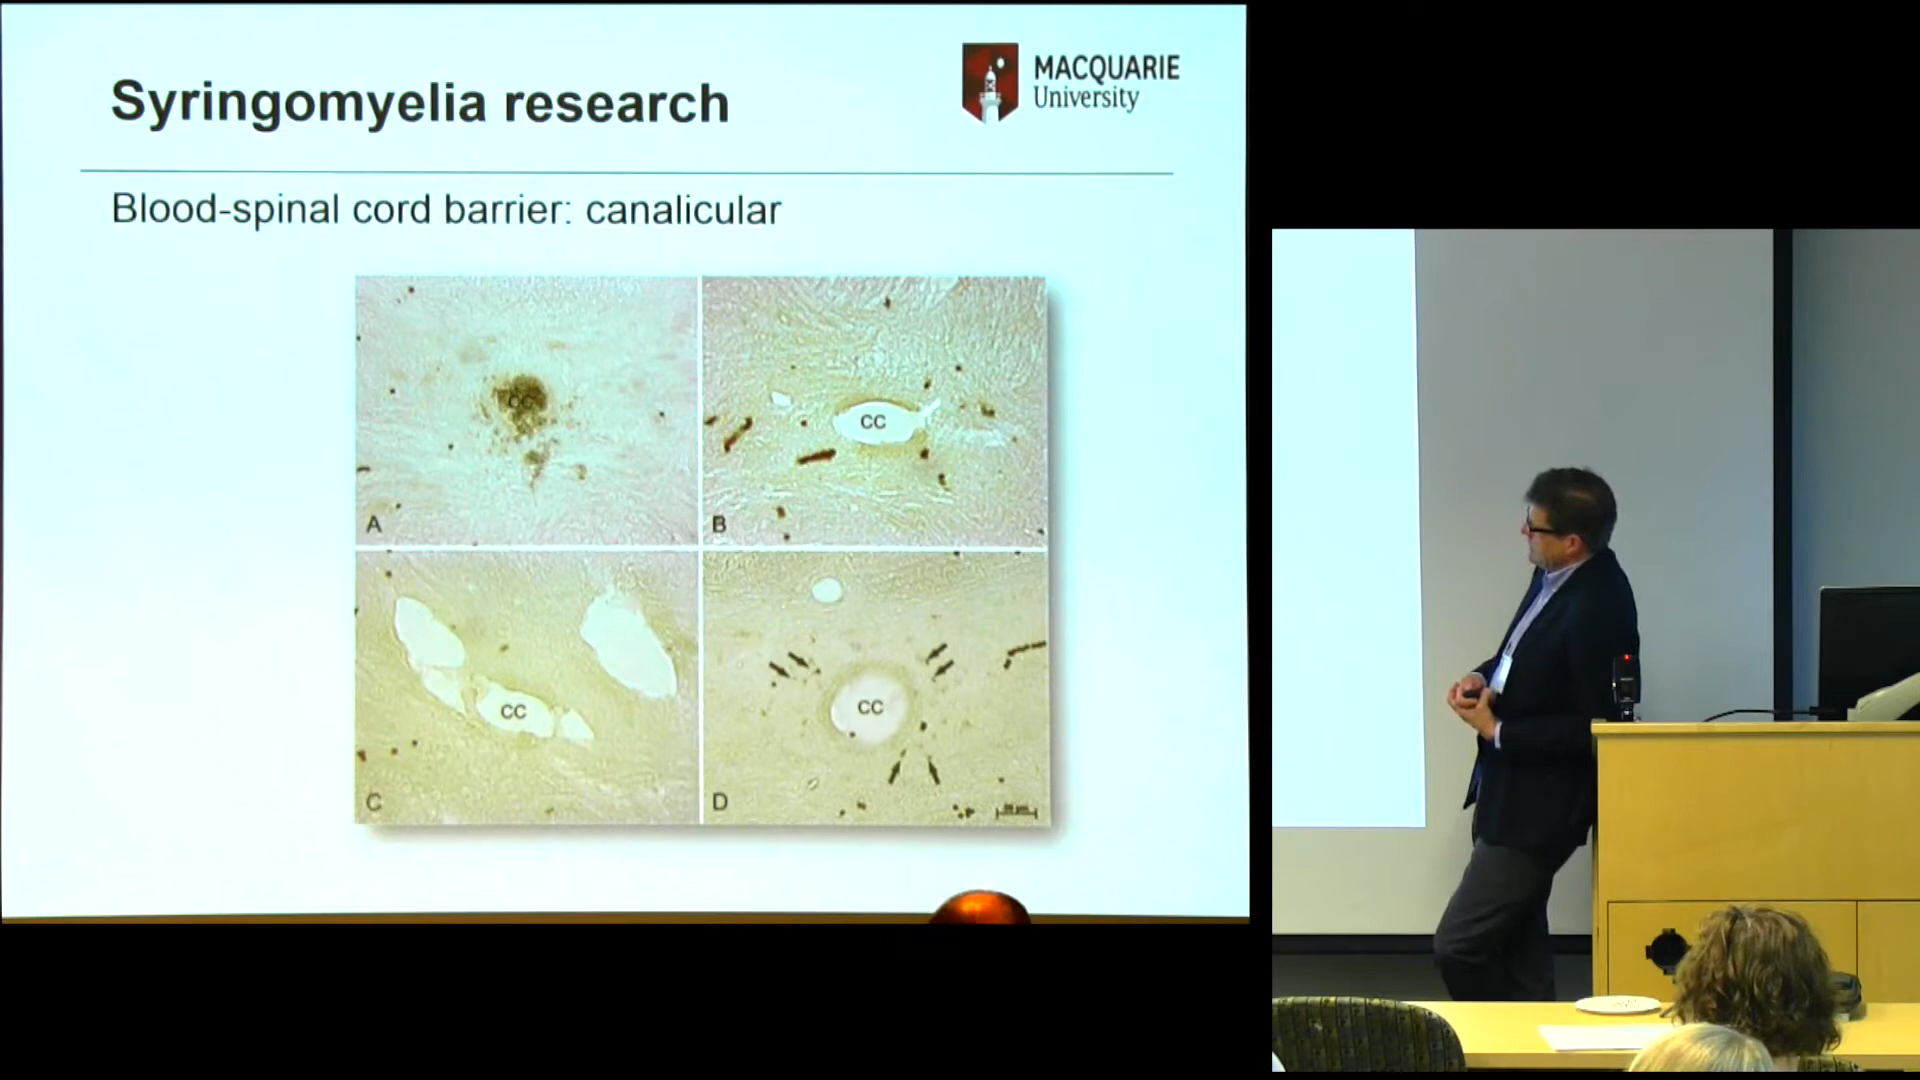 Syringomyelia research
MACQUARIE
University
Blood-spinal cord barrier: canalicular
CC
A
CC
B
CC
C
CC
D